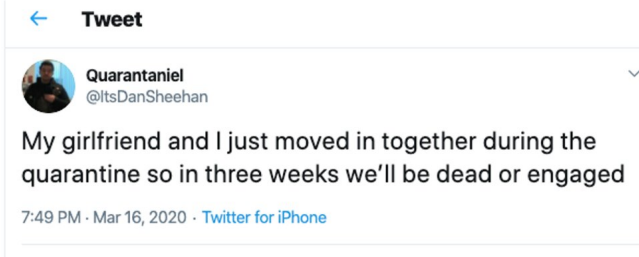 Tweet
Quarantaniel
@ItsDanSheehan
My girlfriend and I just moved in together during the
quarantine so in three weeks we'll be dead or engaged
7:49 PM · Mar 16, 2020 · Twitter for iPhone